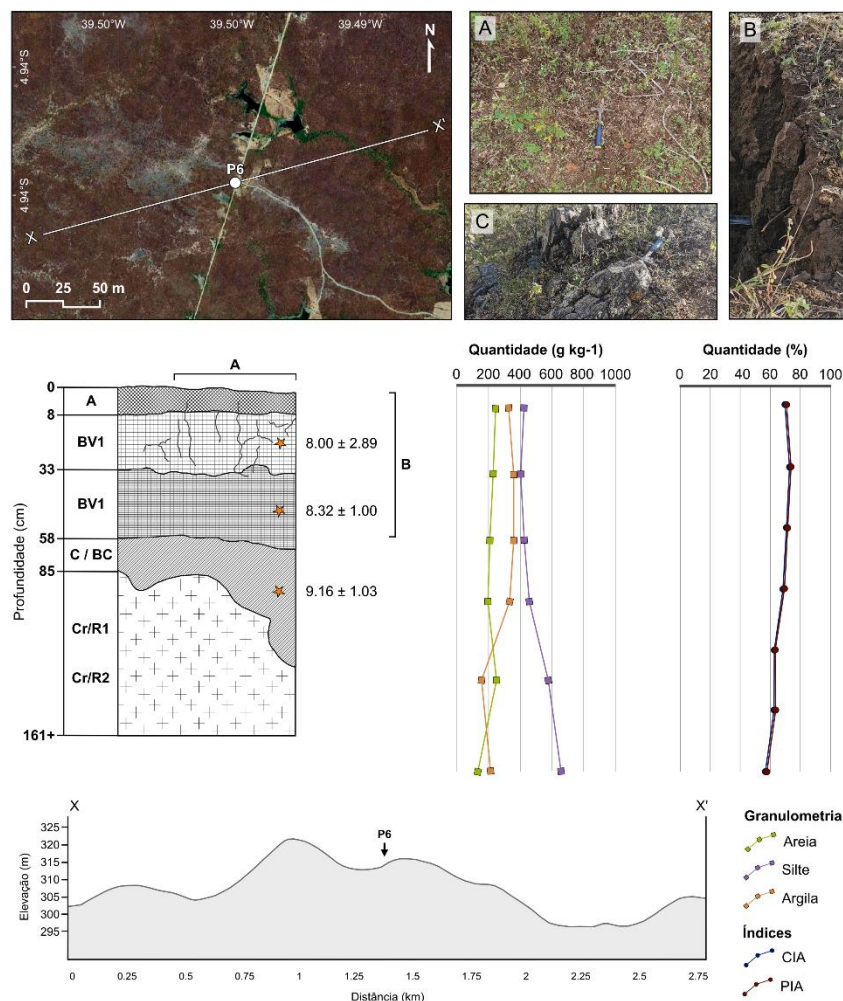 39.50°W
39.50°W
39.49°W
4.94°S
4.94°S
N
X'
P6
X
0 25 50 m
A
B
C
A
Quantidade (g kg-1)
Quantidade (%)
0 200 400 600 800 1000
0 20 40 60 80 100
0
A
8
BV1
8.00 ± 2.89
33
B
BV1
8.32 ± 1.00
58
C / BC
85
9.16 ± 1.03
Cr/R1
Cr/R2
161+
Profundidade (cm)
X
X'
P6
325
320
315
310
305
300
295
Elevação (m)
0 0.25 0.50 0.75 1 1.25 1.50 1.75 2 2.25 2.50 2.75
Distância (km)
Granulometria
Areia
Silte
Argila
Índices
CIA
PIA